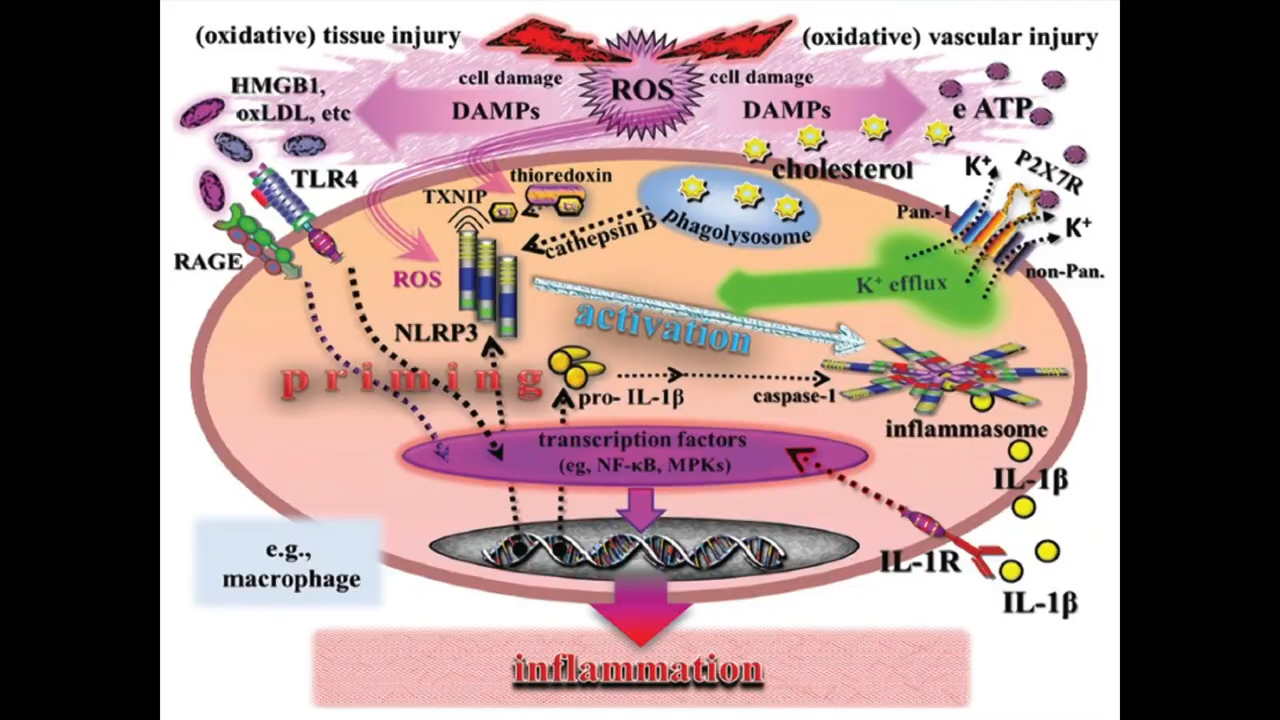 (oxidative) tissue injury
(oxidative) vascular injury
ROS
cell damage
cell damage
DAMPs
DAMPs
HMGB1,
oxLDL, etc
e ATP
cholesterol
TLR4
K⁺
P2X7R
thioredoxin
TXNIP
phagolysosome
Pan.-1
K⁺
RAGE
cathepsin B
ROS
K⁺ efflux
non-Pan.
activation
NLRP3
priming
pro- IL-1β
caspase-1
inflammasome
transcription factors
(eg, NF-κB, MPKs)
IL-1β
e.g.,
macrophage
IL-1R
IL-1β
inflammation